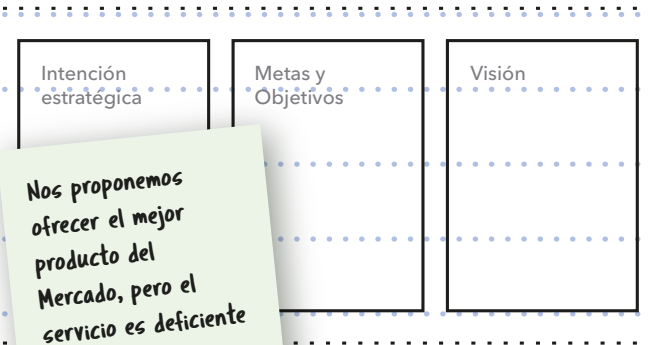 Intención
estratégica
Metas y
Objetivos
Visión
Nos proponemos
ofrecer el mejor
producto del
Mercado, pero el
servicio es deficiente